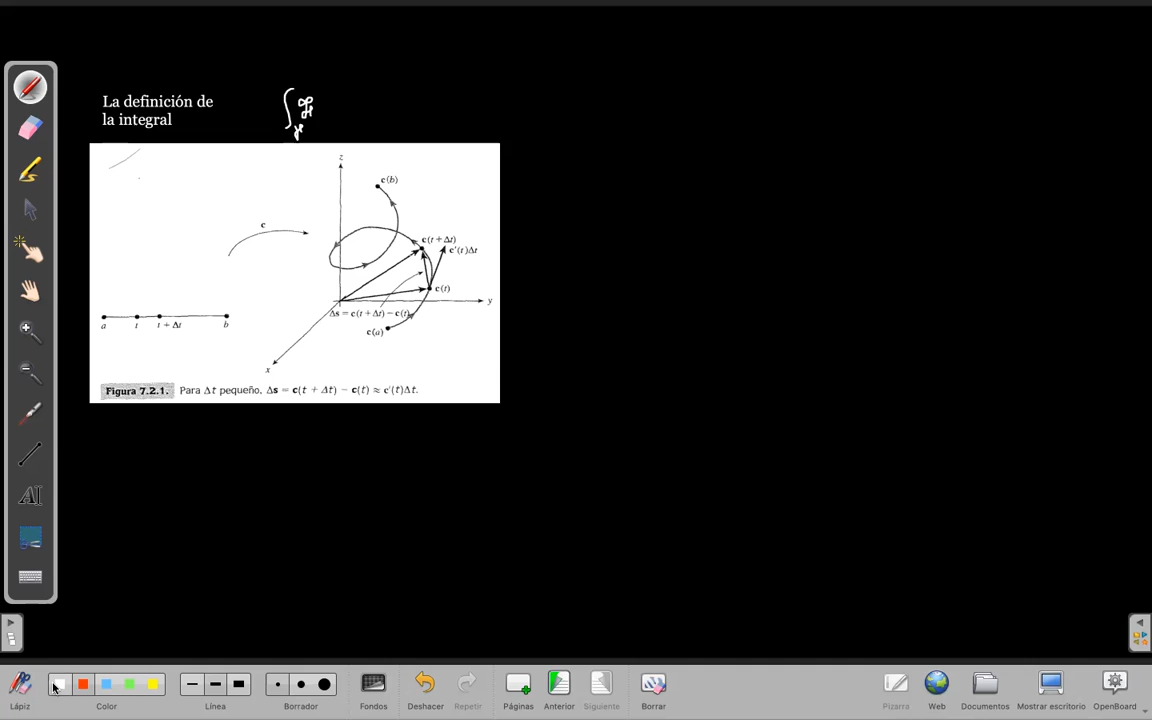 La definición de
la integral
∫
z
c(b)
c
c(t + Δt)
c'(t)Δt
c(t)
y
Δs = c(t + Δt) − c(t)
a
t
t + Δt
b
c(a)
x
Figura 7.2.1. Para Δt pequeño, Δs = c(t + Δt) − c(t) ≈ c'(t)Δt.
Lápiz
Color
Línea
Borrador
Fondos
Deshacer
Repetir
Páginas
Anterior
Siguiente
Borrar
Pizarra
Web
Documentos
Mostrar escritorio
OpenBoard